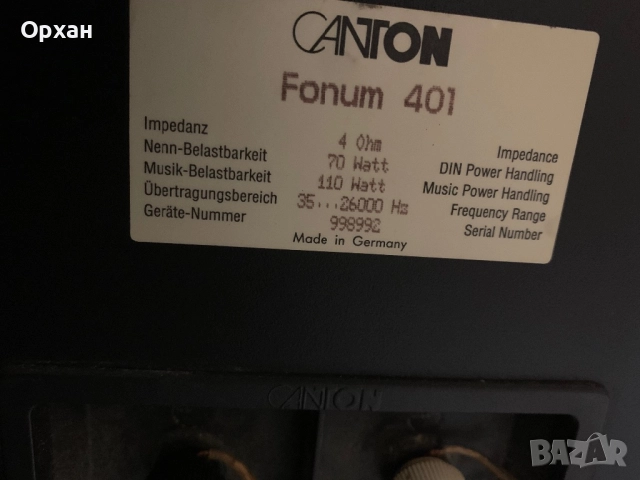 Орхан
CANTON
Fonum 401
Impedanz 4 Ohm Impedance
Nenn-Belastbarkeit 70 Watt DIN Power Handling
Musik-Belastbarkeit 110 Watt Music Power Handling
Übertragungsbereich 35...26000 Hz Frequency Range
Geräte-Nummer 998992 Serial Number
Made in Germany
CANTON
BAZAR